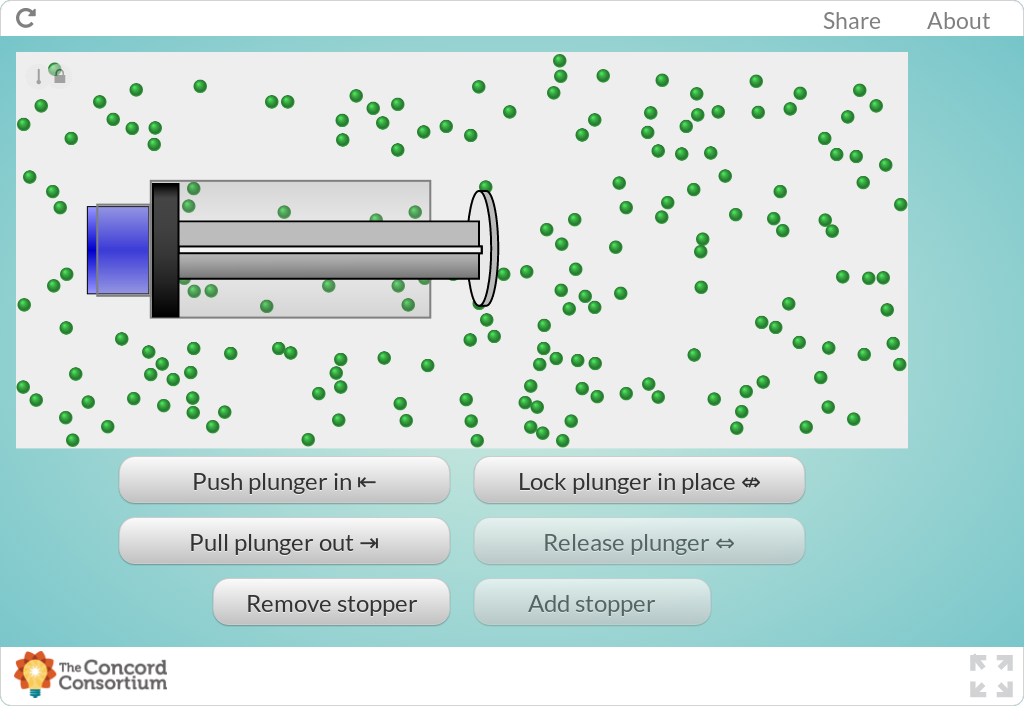 Share About
Push plunger in ⇤
Lock plunger in place ⇎
Pull plunger out ⇥
Release plunger ⇔
Remove stopper
Add stopper
The Concord
Consortium